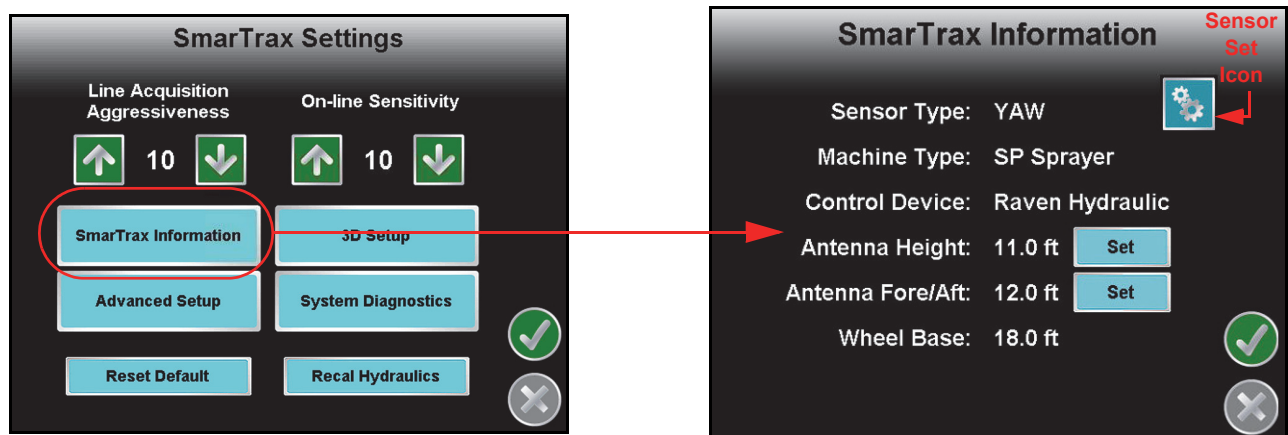 SmarTrax Settings
Line Acquisition
Aggressiveness
On-line Sensitivity
10
10
SmarTrax Information
3D Setup
Advanced Setup
System Diagnostics
Reset Default
Recal Hydraulics
SmarTrax Information
Sensor
Set
Icon
Sensor Type: YAW
Machine Type: SP Sprayer
Control Device: Raven Hydraulic
Antenna Height: 11.0 ft Set
Antenna Fore/Aft: 12.0 ft Set
Wheel Base: 18.0 ft